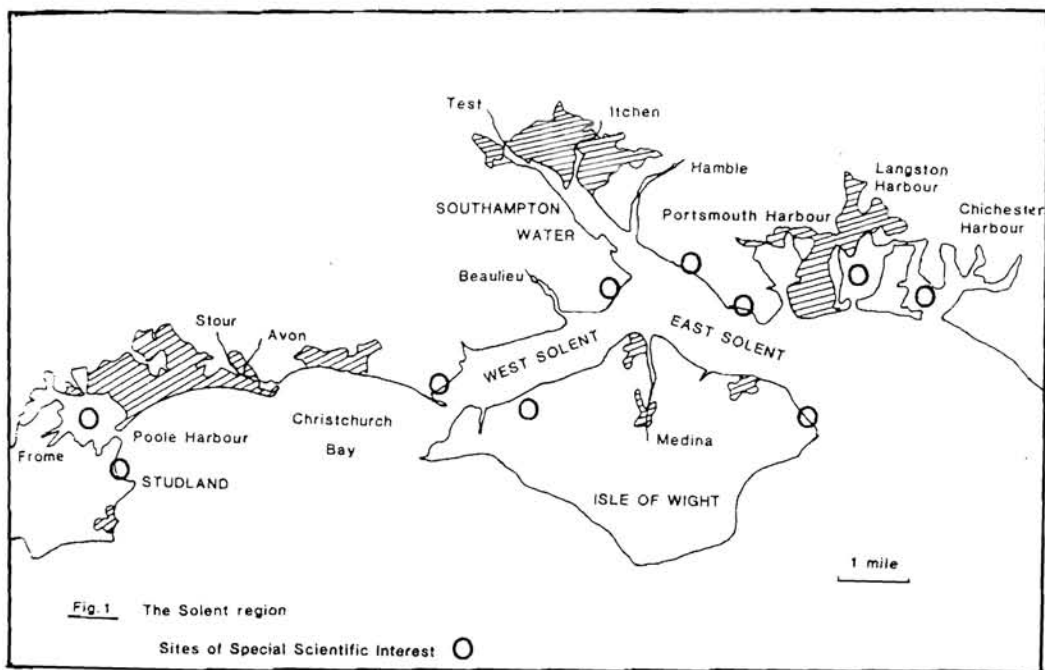 Test
Itchen
Hamble
Langston
Harbour
SOUTHAMPTON
WATER
Portsmouth Harbour
Chichester
Harbour
Beaulieu
Stour
Avon
WEST SOLENT
EAST SOLENT
Christchurch
Bay
Poole Harbour
Frome
STUDLAND
Medina
ISLE OF WIGHT
1 mile
Fig.1 The Solent region
Sites of Special Scientific Interest